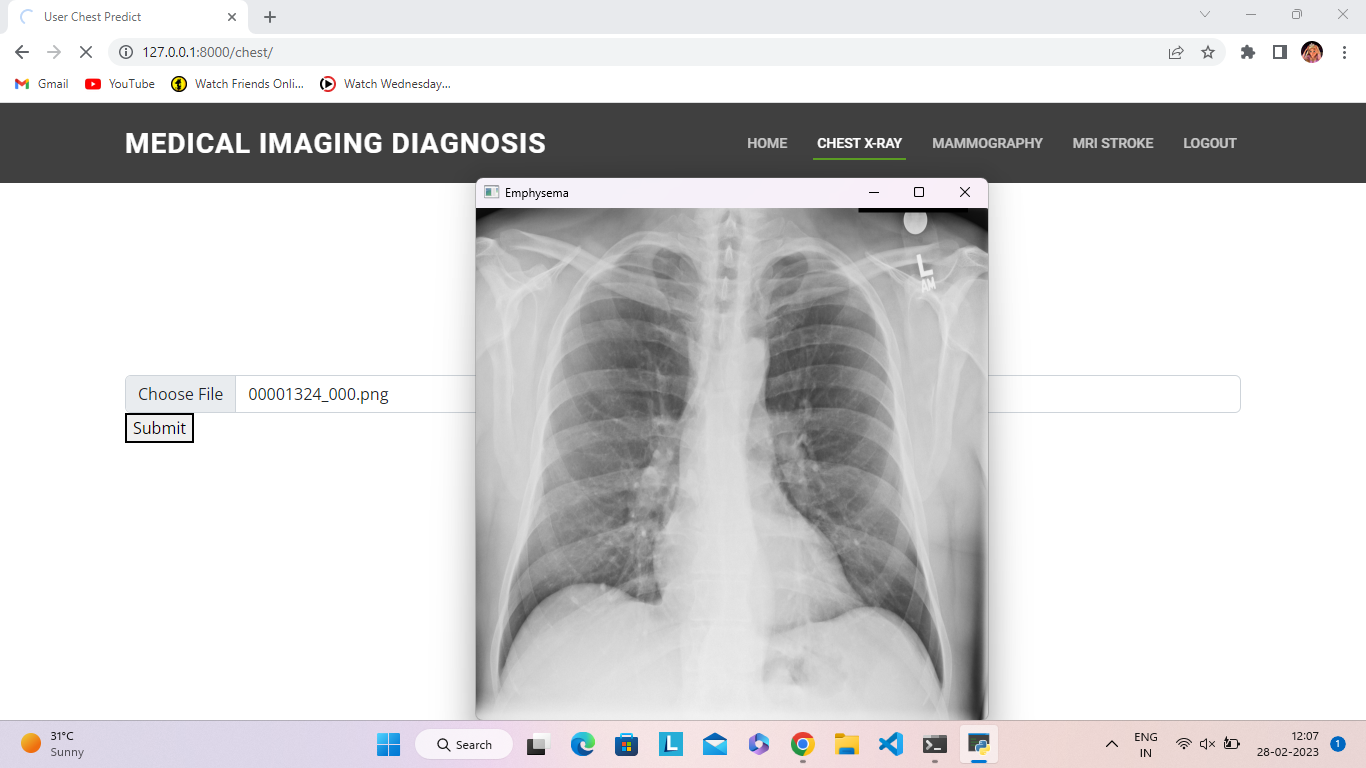 User Chest Predict
127.0.0.1:8000/chest/
Gmail YouTube Watch Friends Onli... Watch Wednesday...
MEDICAL IMAGING DIAGNOSIS HOME CHEST X-RAY MAMMOGRAPHY MRI STROKE LOGOUT
Emphysema
L
AM
Choose File 00001324_000.png
Submit
31°C
Sunny
Search
ENG
IN
12:07
28-02-2023
1